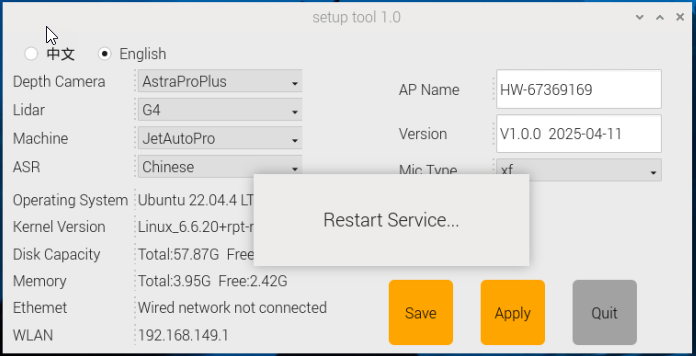 setup tool 1.0
中文 English
Depth Camera AstraProPlus
Lidar G4
Machine JetAutoPro
ASR Chinese
AP Name HW-67369169
Version V1.0.0 2025-04-11
Mic Type xf
Operating System Ubuntu 22.04.4 LT
Kernel Version Linux_6.6.20+rpt-r
Disk Capacity Total:57.87G Free
Memory Total:3.95G Free:2.42G
Ethemet Wired network not connected
WLAN 192.168.149.1
Restart Service...
Save Apply Quit